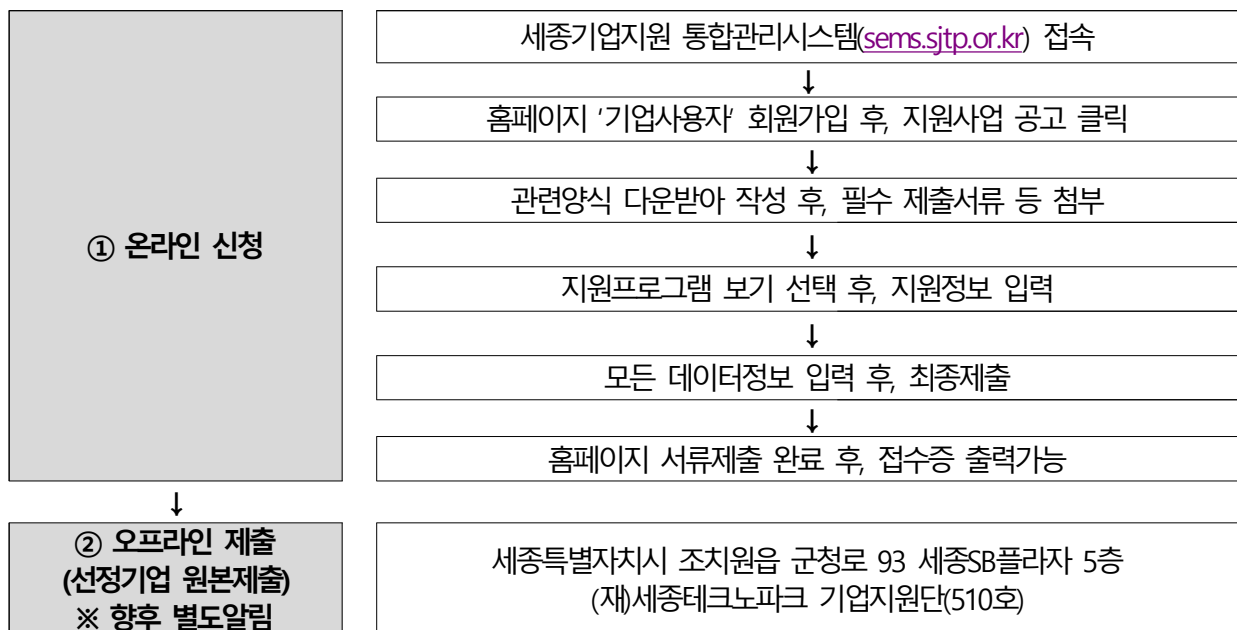 ① 온라인 신청
세종기업지원 통합관리시스템(sems.sjtp.or.kr) 접속
↓
홈페이지 '기업사용자' 회원가입 후, 지원사업 공고 클릭
↓
관련양식 다운받아 작성 후, 필수 제출서류 등 첨부
↓
지원프로그램 보기 선택 후, 지원정보 입력
↓
모든 데이터정보 입력 후, 최종제출
↓
홈페이지 서류제출 완료 후, 접수증 출력가능
↓
② 오프라인 제출
(선정기업 원본제출)
※ 향후 별도알림
세종특별자치시 조치원읍 군청로 93 세종SB플라자 5층
(재)세종테크노파크 기업지원단(510호)